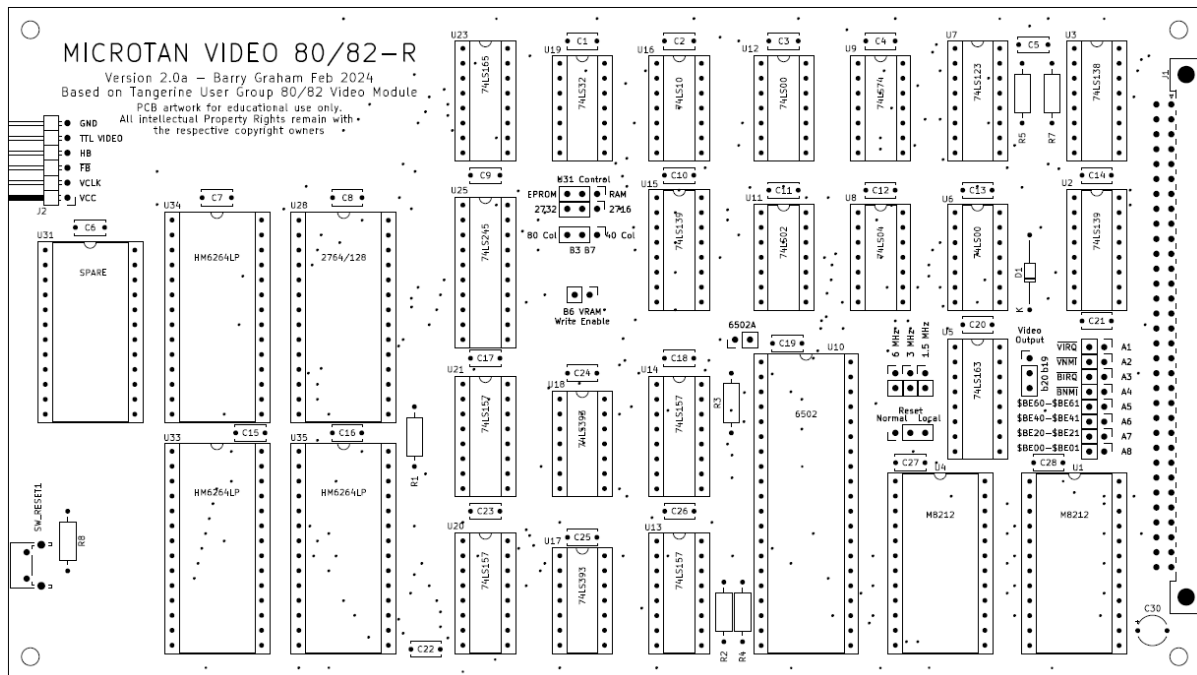 MICROTAN VIDEO 80/82-R
Version 2.0a - Barry Graham Feb 2024
Based on Tangerine User Group 80/82 Video Module
PCB artwork for educational use only.
All intellectual Property Rights remain with
the respective copyright owners
GND
TTL VIDEO
HB
FB
VCLK
VCC
J2
U23
74LS165
U19
C1
74LS32
U16
C2
74LS10
U12
C3
74LS00
U9
C4
74LS74
U7
74LS123
C5
R5
R7
U3
74LS138
J1
U31
C6
SPARE
U34
C7
HM6264LP
U28
C8
2764/128
C9
U25
74LS245
U31 Control
EPROM
RAM
2732
2716
80 Col
40 Col
B3 B7
B6 VRAM
Write Enable
C10
U15
74LS139
C11
U11
74LS02
C12
U8
74LS04
C13
U6
74LS00
D1
K
C14
U2
74LS139
C17
U21
74LS157
C24
U18
74LS398
C18
U14
74LS157
6502A
R3
C19
U10
6502
6 MHz
3 MHz
1.5 MHz
Reset
Normal
Local
C20
U5
74LS163
Video
Output
b20 b19
C21
VIRQ
A1
VNMI
A2
BIRQ
A3
BNMI
A4
$BE60-$BE61
A5
$BE40-$BE41
A6
$BE20-$BE21
A7
$BE00-$BE01
A8
C15
U33
HM6264LP
C16
U35
HM6264LP
R1
SW_RESET1
R8
C22
C23
U20
74LS157
C25
U17
74LS393
C26
U13
74LS157
R2
R4
C27
U4
M8212
C28
U1
M8212
C30